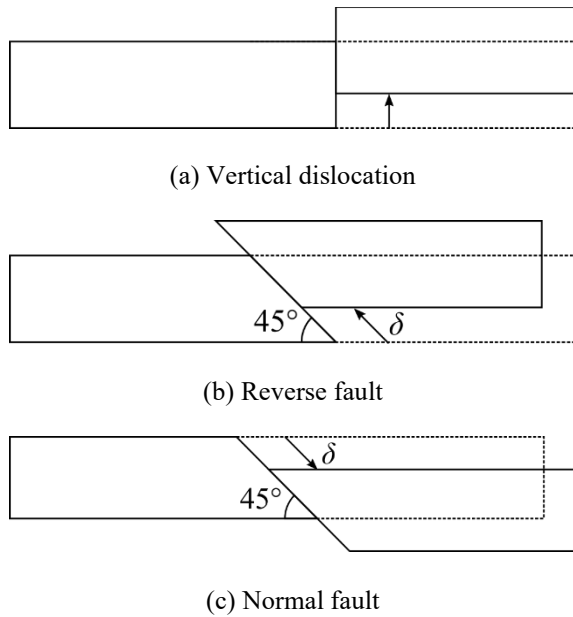 (a) Vertical dislocation
45°
δ
(b) Reverse fault
δ
45°
(c) Normal fault